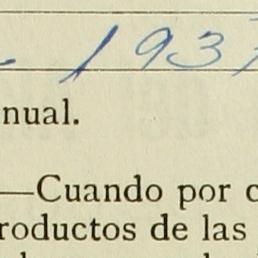 193
nual.
—Cuando por
roductos de las